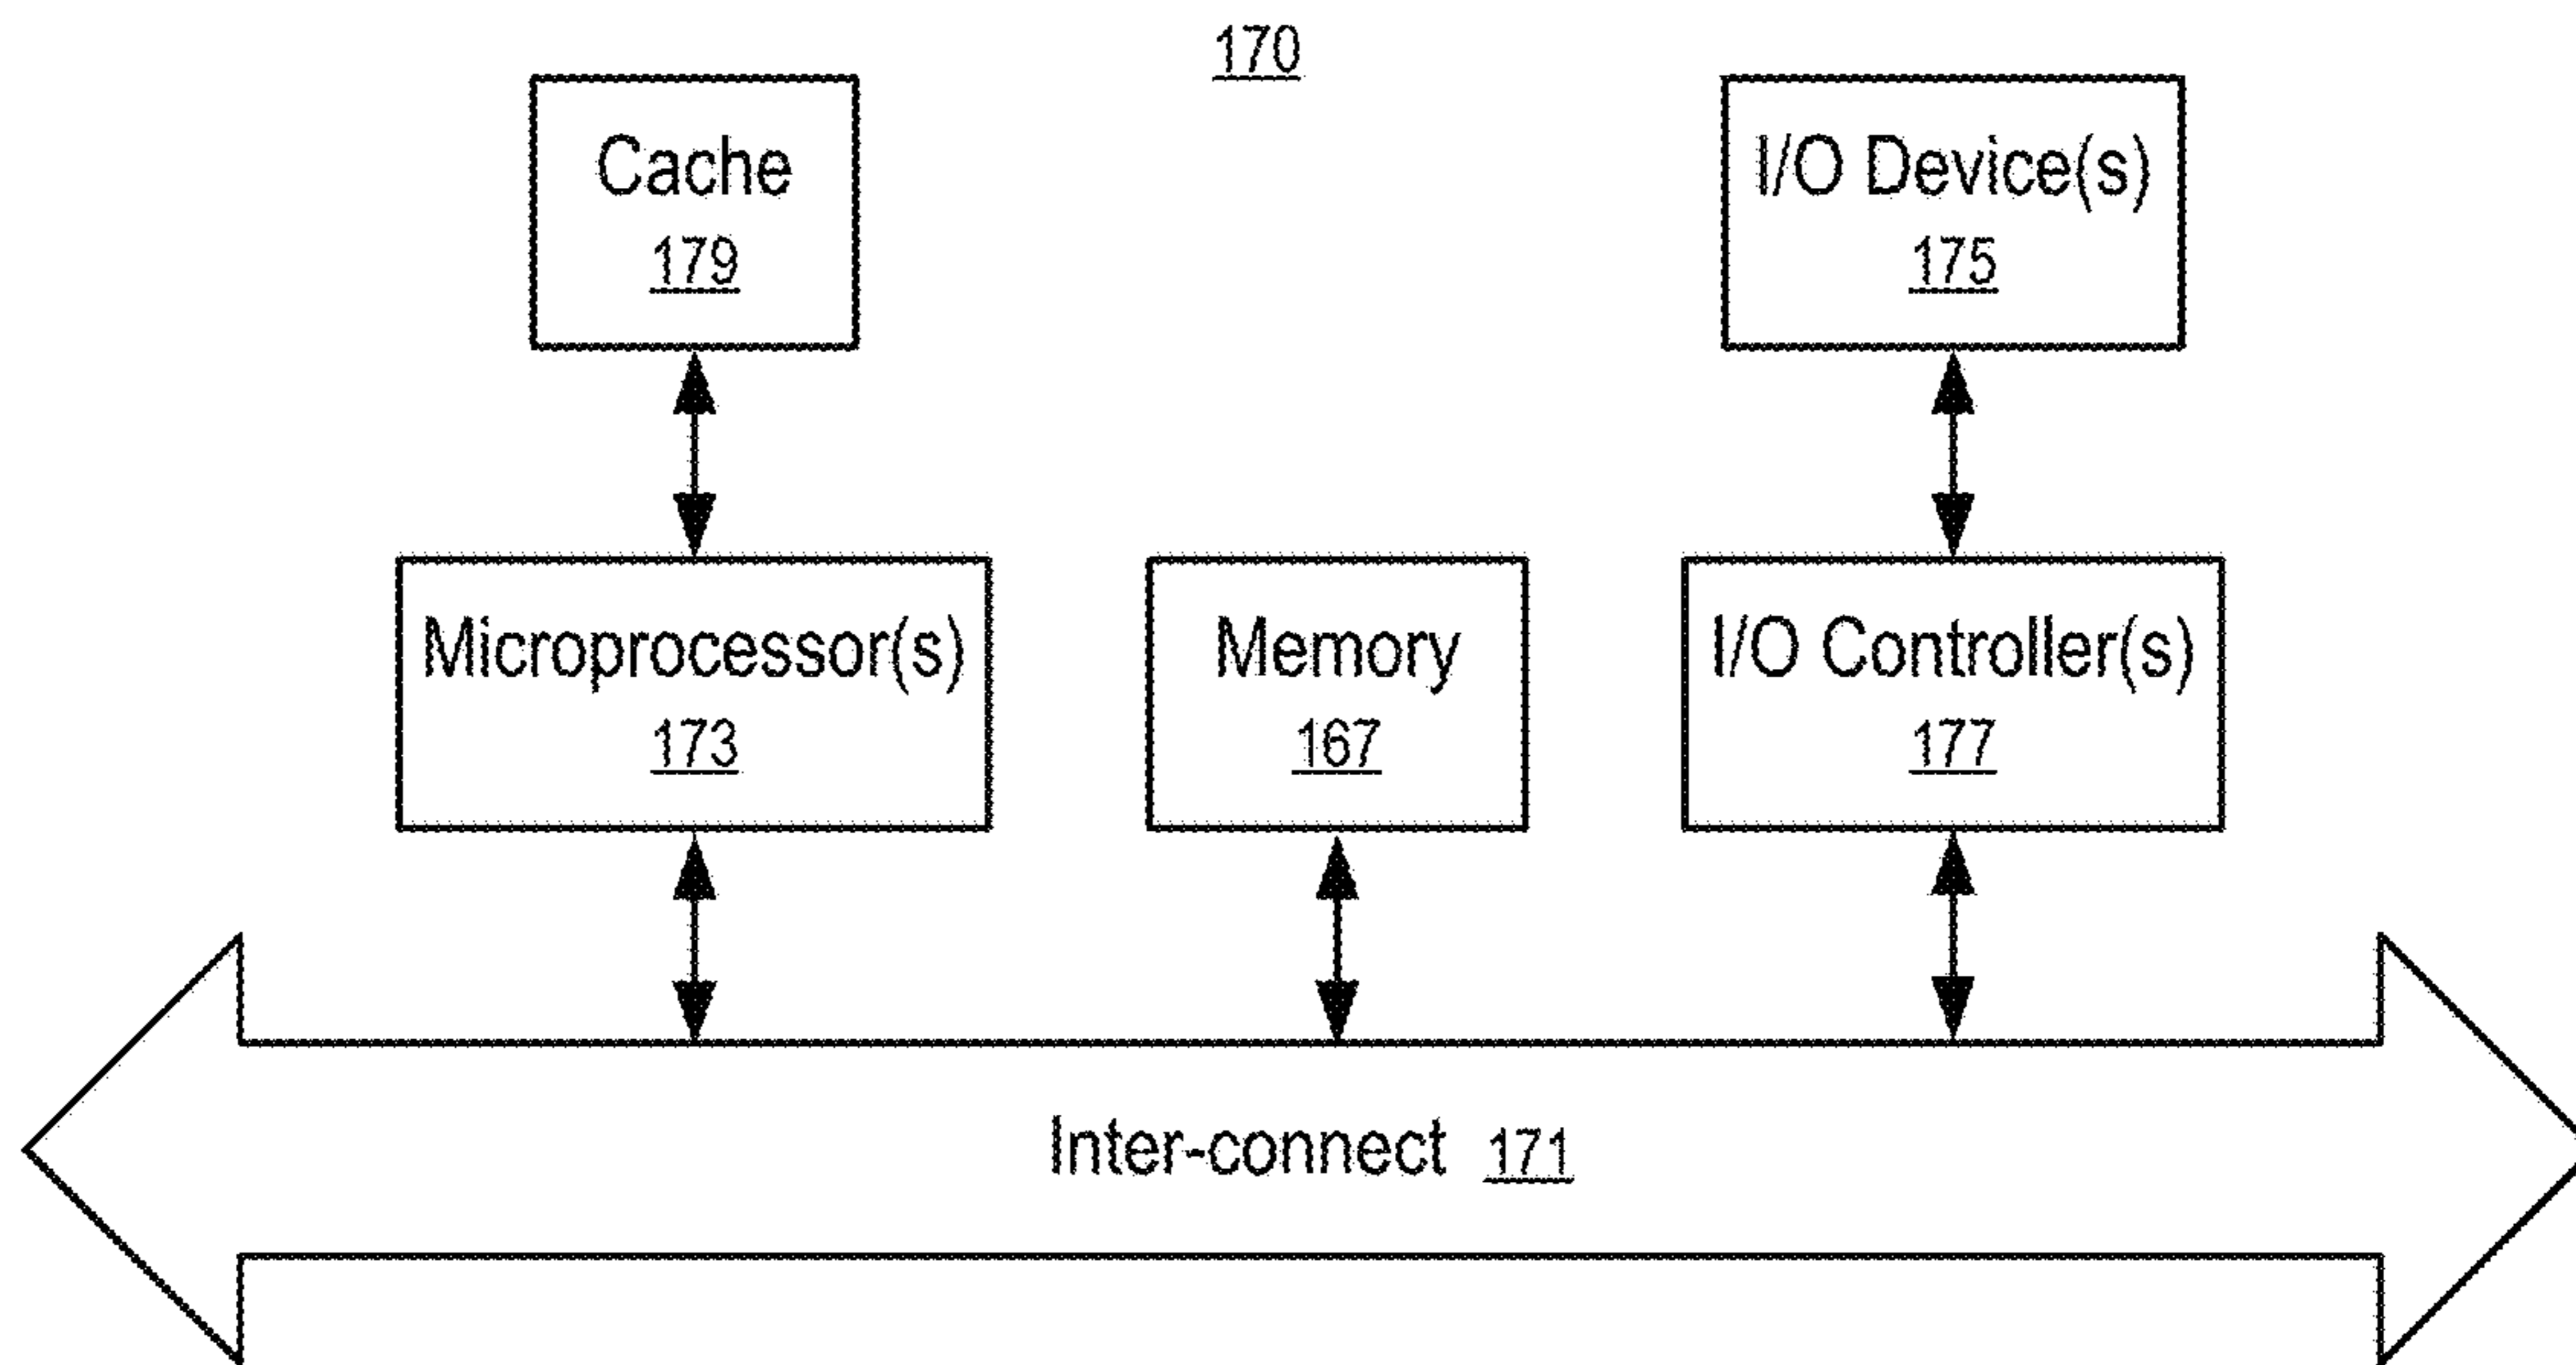 170
Cache
179
I/O Device(s)
175
Microprocessor(s)
173
Memory
167
I/O Controller(s)
177
Inter-connect 171